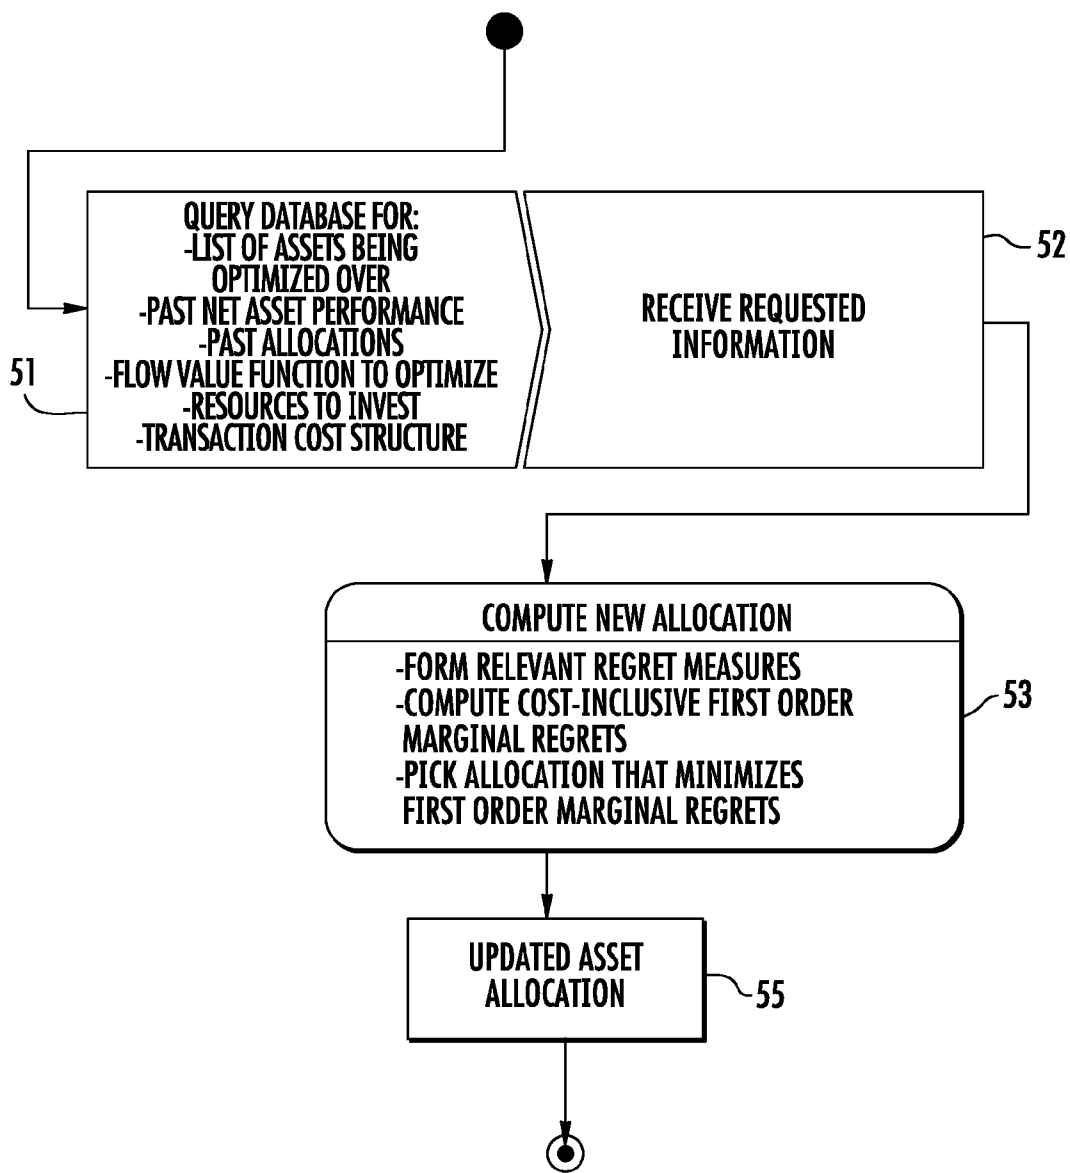 QUERY DATABASE FOR:
-LIST OF ASSETS BEING
OPTIMIZED OVER
-PAST NET ASSET PERFORMANCE
-PAST ALLOCATIONS
-FLOW VALUE FUNCTION TO OPTIMIZE
-RESOURCES TO INVEST
-TRANSACTION COST STRUCTURE
51
RECEIVE REQUESTED
INFORMATION
52
COMPUTE NEW ALLOCATION
-FORM RELEVANT REGRET MEASURES
-COMPUTE COST-INCLUSIVE FIRST ORDER
MARGINAL REGRETS
-PICK ALLOCATION THAT MINIMIZES
FIRST ORDER MARGINAL REGRETS
53
UPDATED ASSET
ALLOCATION
55